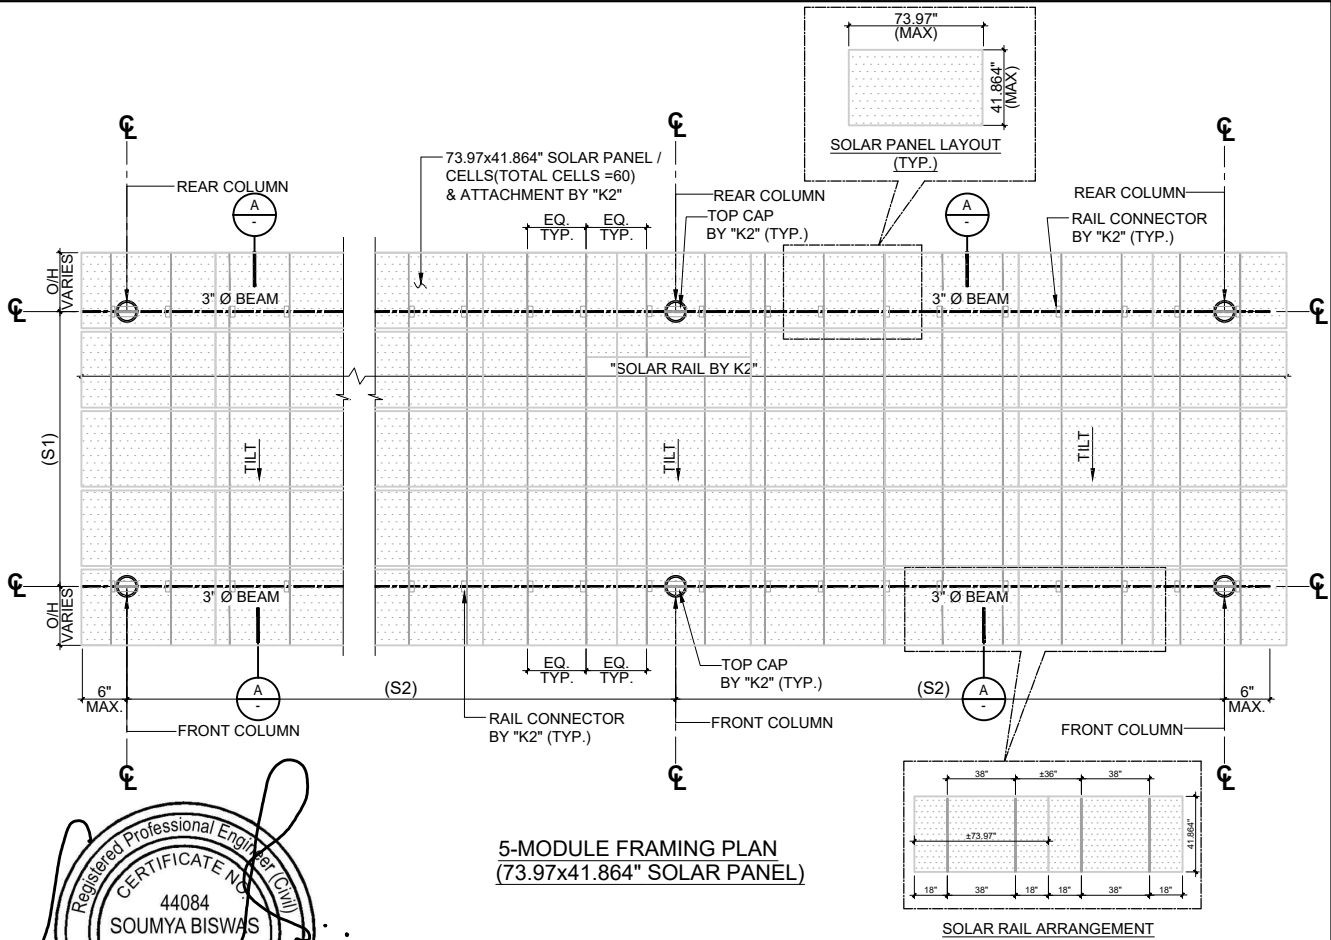 73.97"
(MAX)
41.864"
(MAX)
SOLAR PANEL LAYOUT
(TYP.)
℄
℄
℄
73.97x41.864" SOLAR PANEL /
CELLS(TOTAL CELLS =60)
& ATTACHMENT BY "K2"
REAR COLUMN
A
-
EQ.
TYP.
EQ.
TYP.
REAR COLUMN
TOP CAP
BY "K2" (TYP.)
A
-
REAR COLUMN
RAIL CONNECTOR
BY "K2" (TYP.)
O/H
VARIES
3" Ø BEAM
3" Ø BEAM
℄
℄
"SOLAR RAIL BY K2"
(S1)
TILT
TILT
TILT
℄
℄
O/H
VARIES
3" Ø BEAM
3" Ø BEAM
EQ.
TYP.
EQ.
TYP.
TOP CAP
BY "K2" (TYP.)
6"
MAX.
A
-
(S2)
(S2)
A
-
6"
MAX.
FRONT COLUMN
RAIL CONNECTOR
BY "K2" (TYP.)
FRONT COLUMN
FRONT COLUMN
℄
℄
℄
38"
±36"
38"
±73.97"
41.864"
18"
38"
18"
18"
38"
18"
SOLAR RAIL ARRANGEMENT
5-MODULE FRAMING PLAN
(73.97x41.864" SOLAR PANEL)
Registered Professional Engineer (Civil)
CERTIFICATE NO.
44084
SOUMYA BISWAS